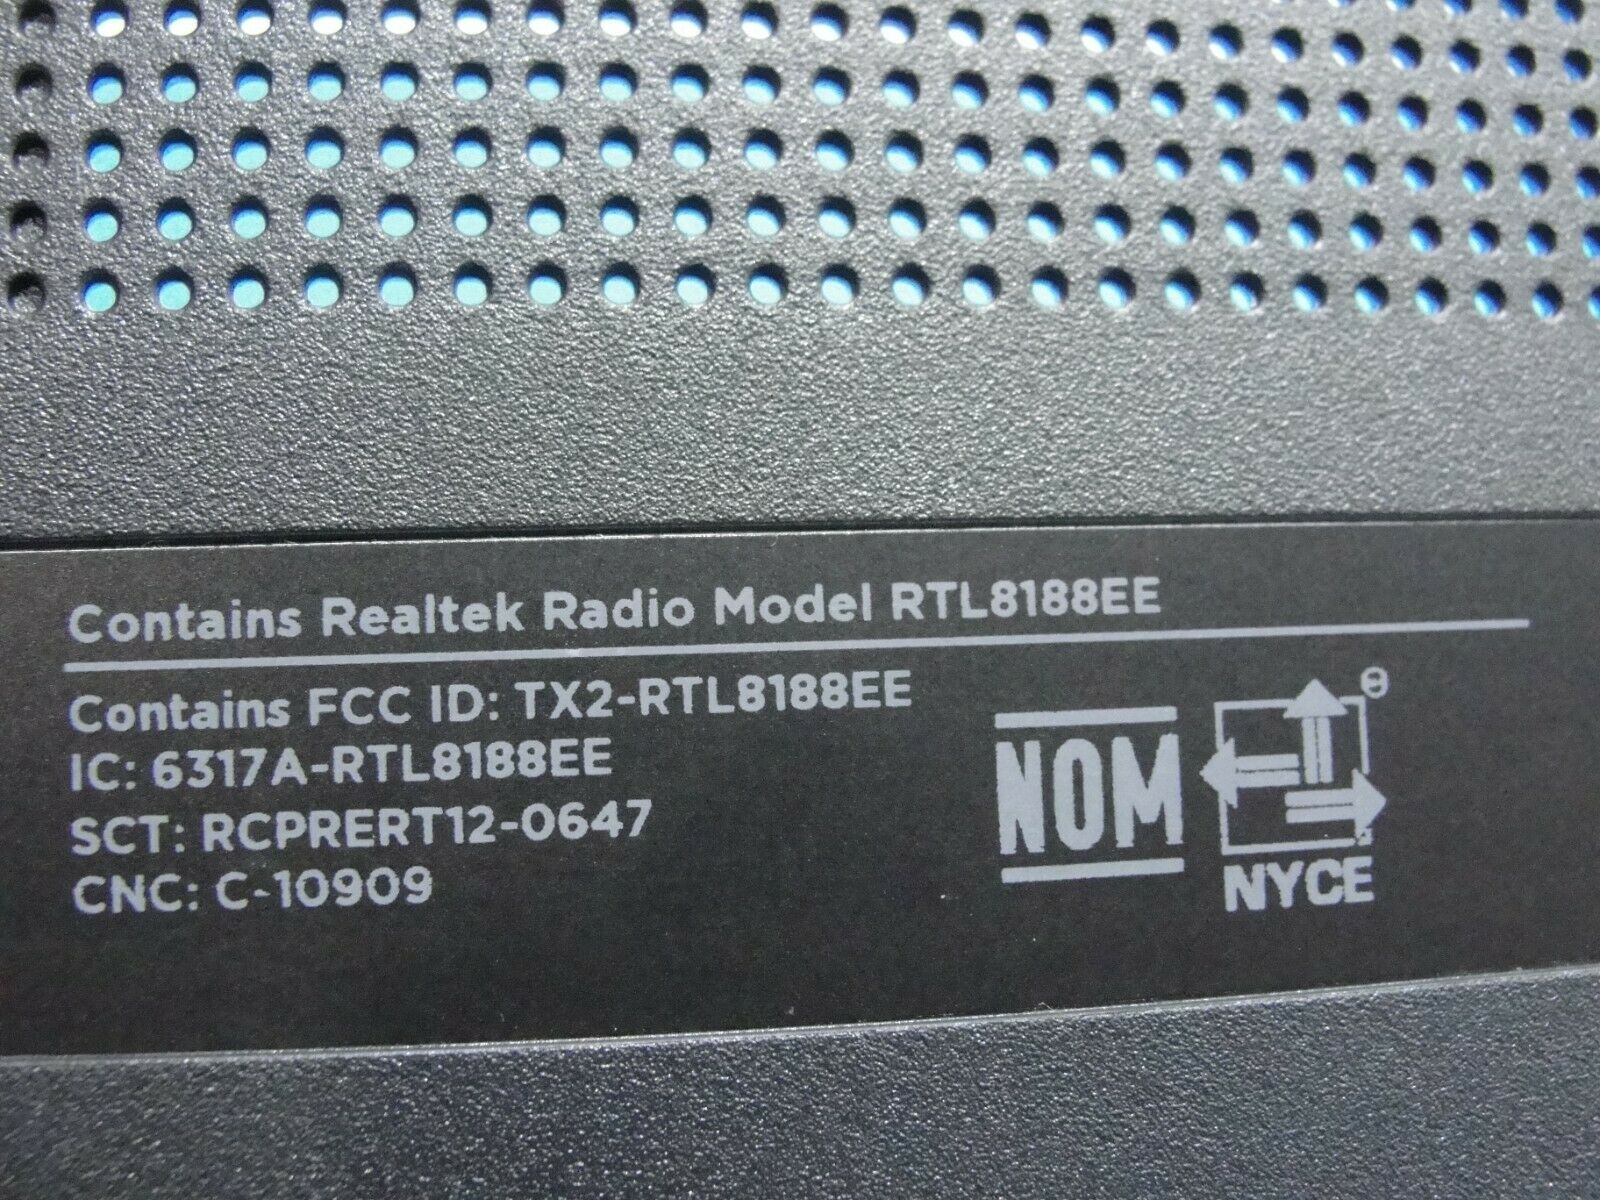 Contains Realtek Radio Model RTL8188EE
Contains FCC ID: TX2-RTL8188EE
IC: 6317A-RTL8188EE
SCT: RCPRERT12-0647
CNC: C-10909
NOM
NYCE